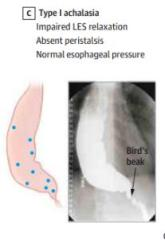 C Type I achalasia
Impaired LES relaxation
Absent peristalsis
Normal esophageal pressure
Bird's
beak